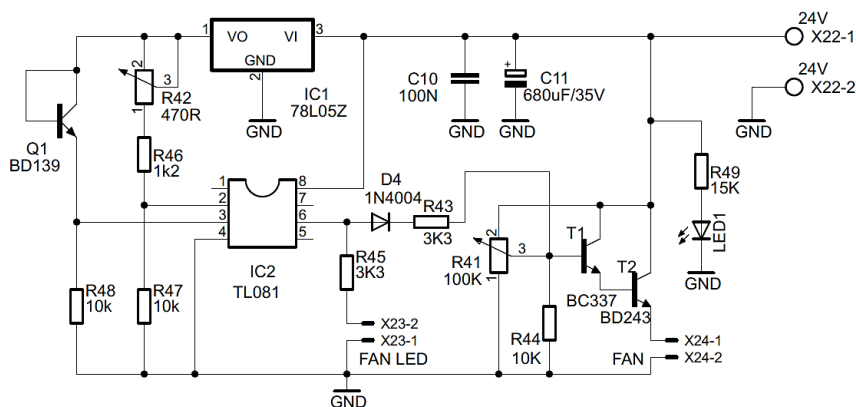 24V
X22-1
1
VO
VI
3
GND
2
IC1
78L05Z
GND
2
3
1
R42
470R
C10
100N
GND
+
C11
680uF/35V
GND
24V
X22-2
GND
Q1
BD139
R46
1k2
R49
15K
LED1
GND
1
2
3
4
8
7
6
5
IC2
TL081
D4
1N4004
R43
3K3
R45
3K3
2
3
1
R41
100K
T1
BC337
T2
BD243
R48
10k
R47
10k
R44
10K
X23-2
X23-1
FAN LED
X24-1
FAN
X24-2
GND